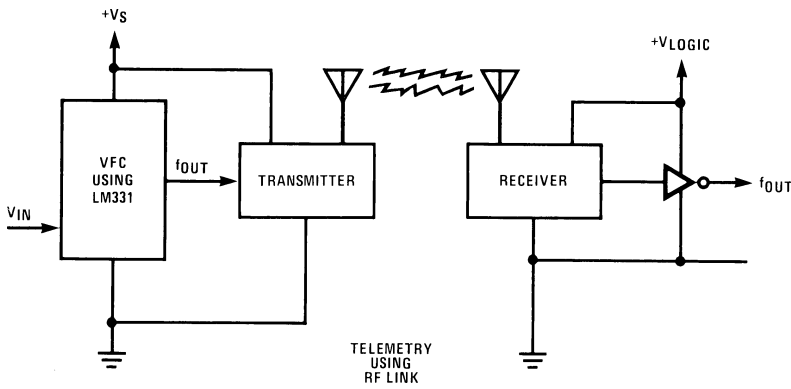 +VS
+VLOGIC
VFC
USING
LM331
fOUT
TRANSMITTER
RECEIVER
fOUT
VIN
TELEMETRY
USING
RF LINK